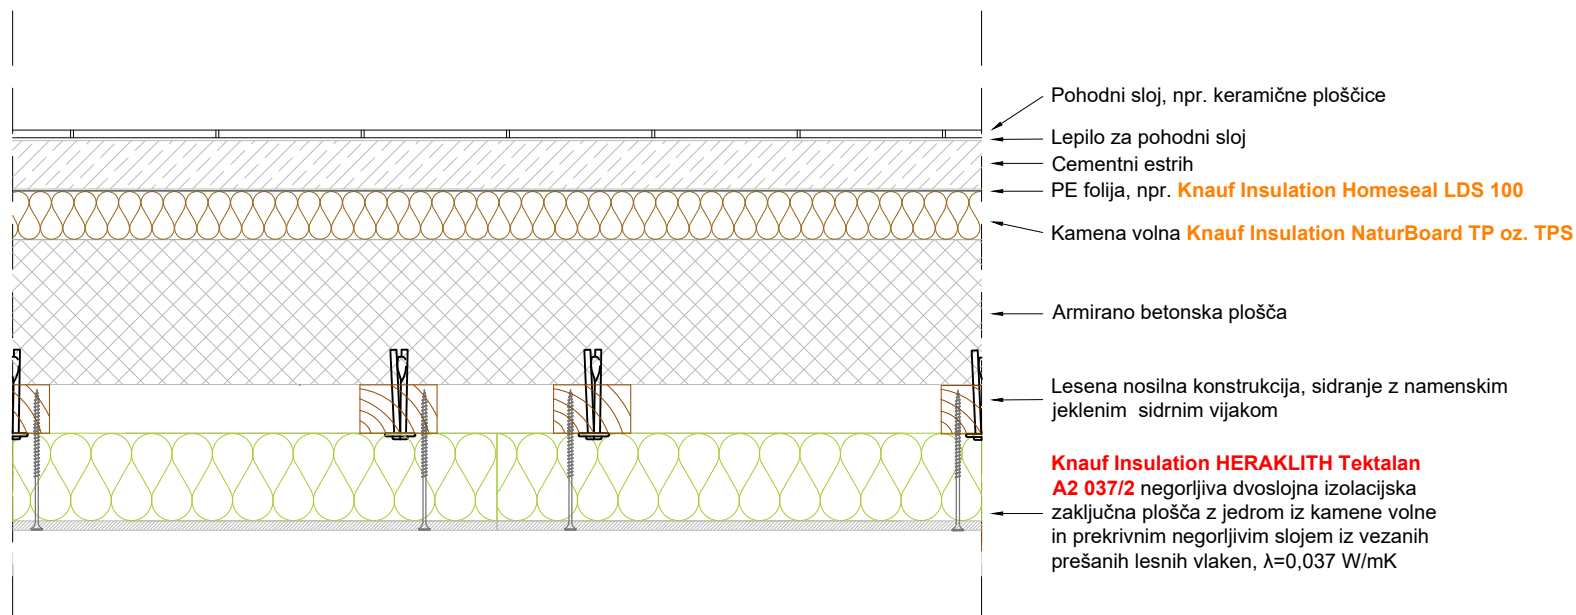 Pohodni sloj, npr. keramične ploščice
Lepilo za pohodni sloj
Cementni estrih
PE folija, npr. Knauf Insulation Homeseal LDS 100
Kamena volna Knauf Insulation NaturBoard TP oz. TPS
Armirano betonska plošča
Lesena nosilna konstrukcija, sidranje z namenskim
jeklenim sidrnim vijakom
Knauf Insulation HERAKLITH Tektalan
A2 037/2 negorljiva dvoslojna izolacijska
zaključna plošča z jedrom iz kamene volne
in prekrivnim negorljivim slojem iz vezanih
prešanih lesnih vlaken, λ=0,037 W/mK